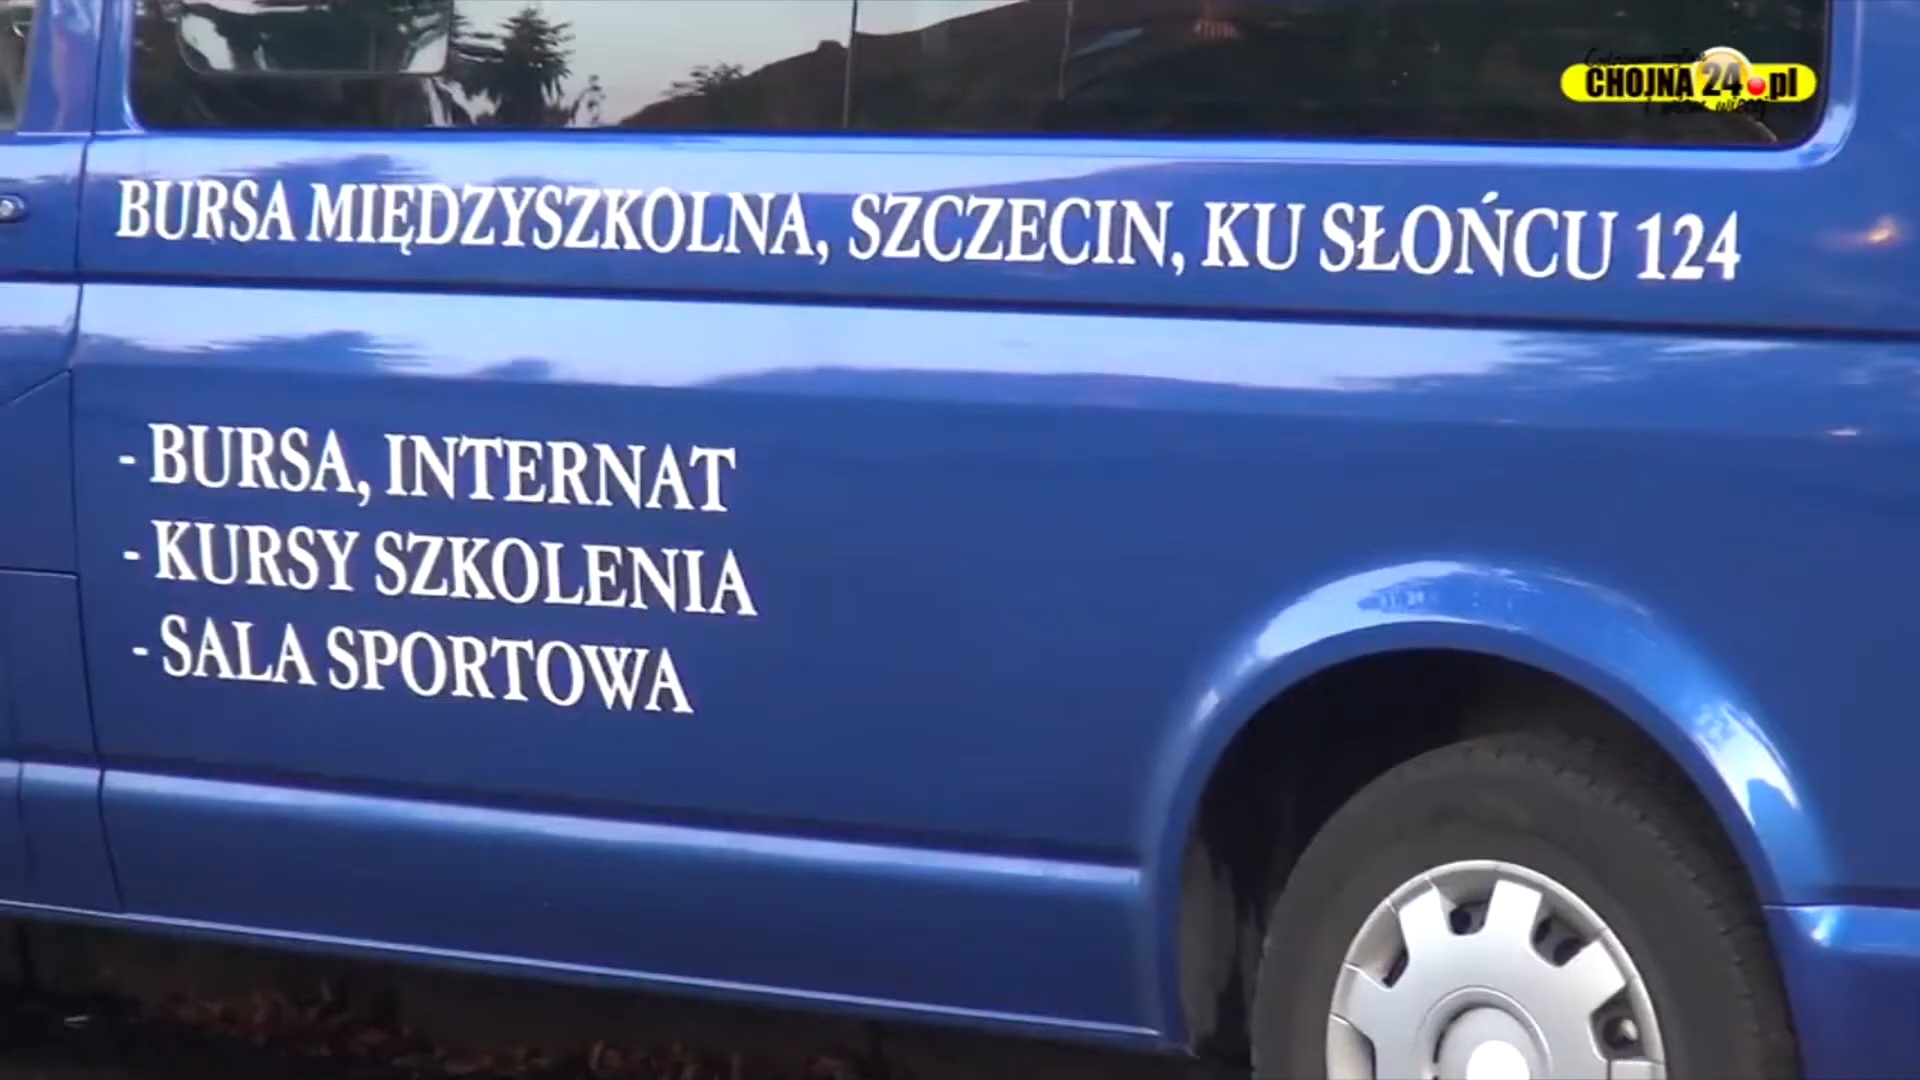 CHOJNA24.pl
BURSA MIĘDZYSZKOLNA, SZCZECIN, KU SŁOŃCU 124
- BURSA, INTERNAT
- KURSY SZKOLENIA
- SALA SPORTOWA